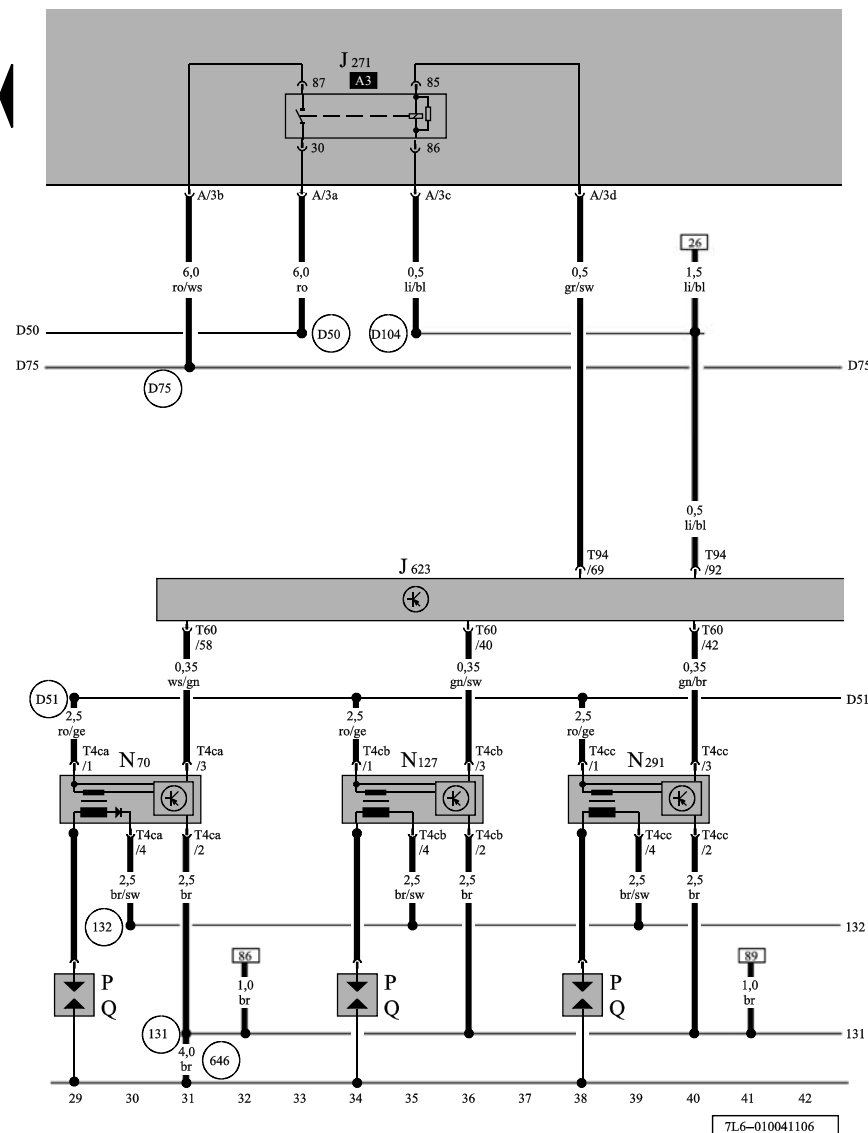 J 271
A3
87 85
30 86
A/3b A/3a A/3c A/3d
26
6,0 6,0 0,5 0,5 1,5
ro/ws ro li/bl gr/sw li/bl
D50 D50 D104
D75 D75
D75
0,5
li/bl
T94 T94
/69 /92
J 623
T60 T60 T60
/58 /40 /42
0,35 0,35 0,35
ws/gn gn/sw gn/br
D51 D51
2,5 2,5 2,5
ro/ge ro/ge ro/ge
T4ca N70 T4ca T4cb N127 T4cb T4cc N291 T4cc
/1 /3 /1 /3 /1 /3
T4ca T4ca T4cb T4cb T4cc T4cc
/4 /2 /4 /2 /4 /2
2,5 2,5 2,5 2,5 2,5 2,5
br/sw br br/sw br br/sw br
132 132
86 89
P P P
1,0 1,0
br br
Q Q Q
131 131
4,0
br
646
29 30 31 32 33 34 35 36 37 38 39 40 41 42
7L6–010041106